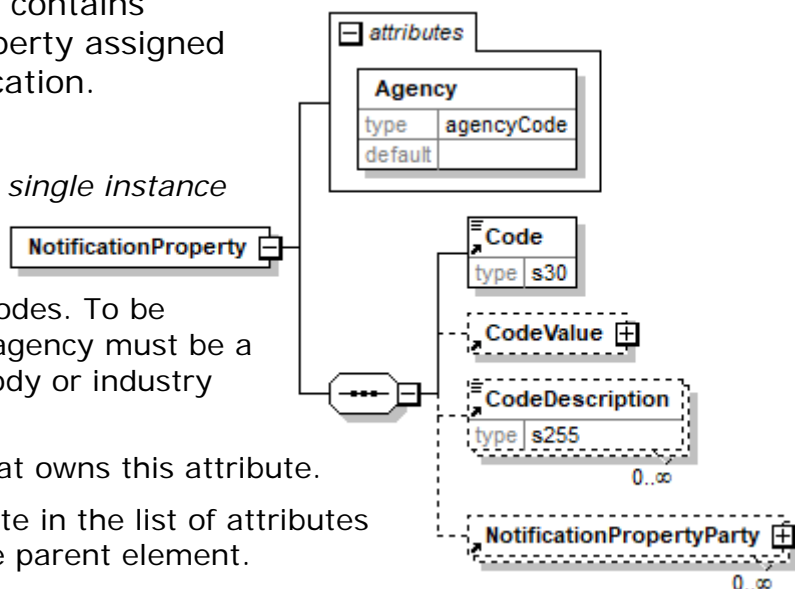 contains
perty assigned
cation.
single instance
odes. To be
agency must be a
ody or industry
at owns this attribute.
te in the list of attributes
e parent element.
attributes
Agency
type agencyCode
default
NotificationProperty
Code
type s30
CodeValue
CodeDescription
type s255
0..∞
NotificationPropertyParty
0..∞